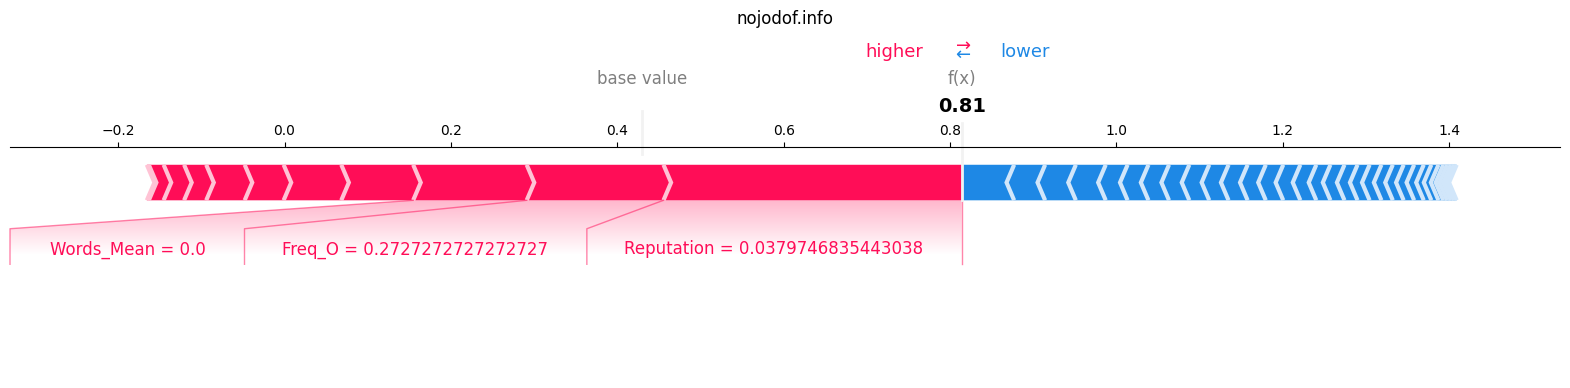 nojodof.info
higher ⇄ lower
base value f(x)
0.81
−0.2 0.0 0.2 0.4 0.6 0.8 1.0 1.2 1.4
Words_Mean = 0.0 Freq_O = 0.2727272727272727 Reputation = 0.0379746835443038